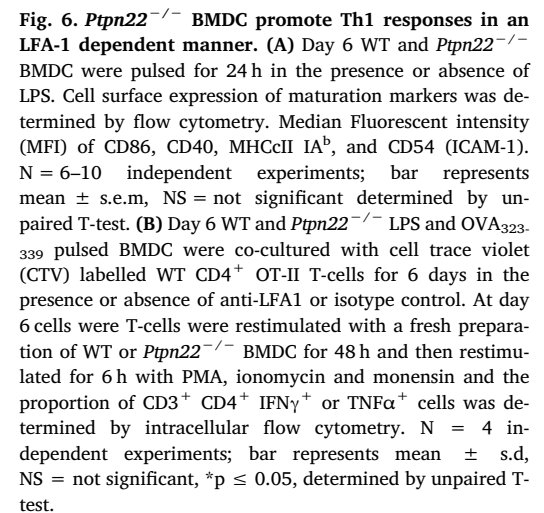 Fig. 6. Ptpn22⁻/⁻ BMDC promote Th1 responses in an
LFA-1 dependent manner. (A) Day 6 WT and Ptpn22⁻/⁻
BMDC were pulsed for 24 h in the presence or absence of
LPS. Cell surface expression of maturation markers was de-
termined by flow cytometry. Median Fluorescent intensity
(MFI) of CD86, CD40, MHCcII IAᵇ, and CD54 (ICAM-1).
N = 6–10 independent experiments; bar represents
mean ± s.e.m, NS = not significant determined by un-
paired T-test. (B) Day 6 WT and Ptpn22⁻/⁻ LPS and OVA₃₂₃₋
₃₃₉ pulsed BMDC were co-cultured with cell trace violet
(CTV) labelled WT CD4⁺ OT-II T-cells for 6 days in the
presence or absence of anti-LFA1 or isotype control. At day
6 cells were T-cells were restimulated with a fresh prepara-
tion of WT or Ptpn22⁻/⁻ BMDC for 48 h and then restimu-
lated for 6 h with PMA, ionomycin and monensin and the
proportion of CD3⁺ CD4⁺ IFNγ⁺ or TNFα⁺ cells was de-
termined by intracellular flow cytometry. N = 4 in-
dependent experiments; bar represents mean ± s.d,
NS = not significant, *p ≤ 0.05, determined by unpaired T-
test.